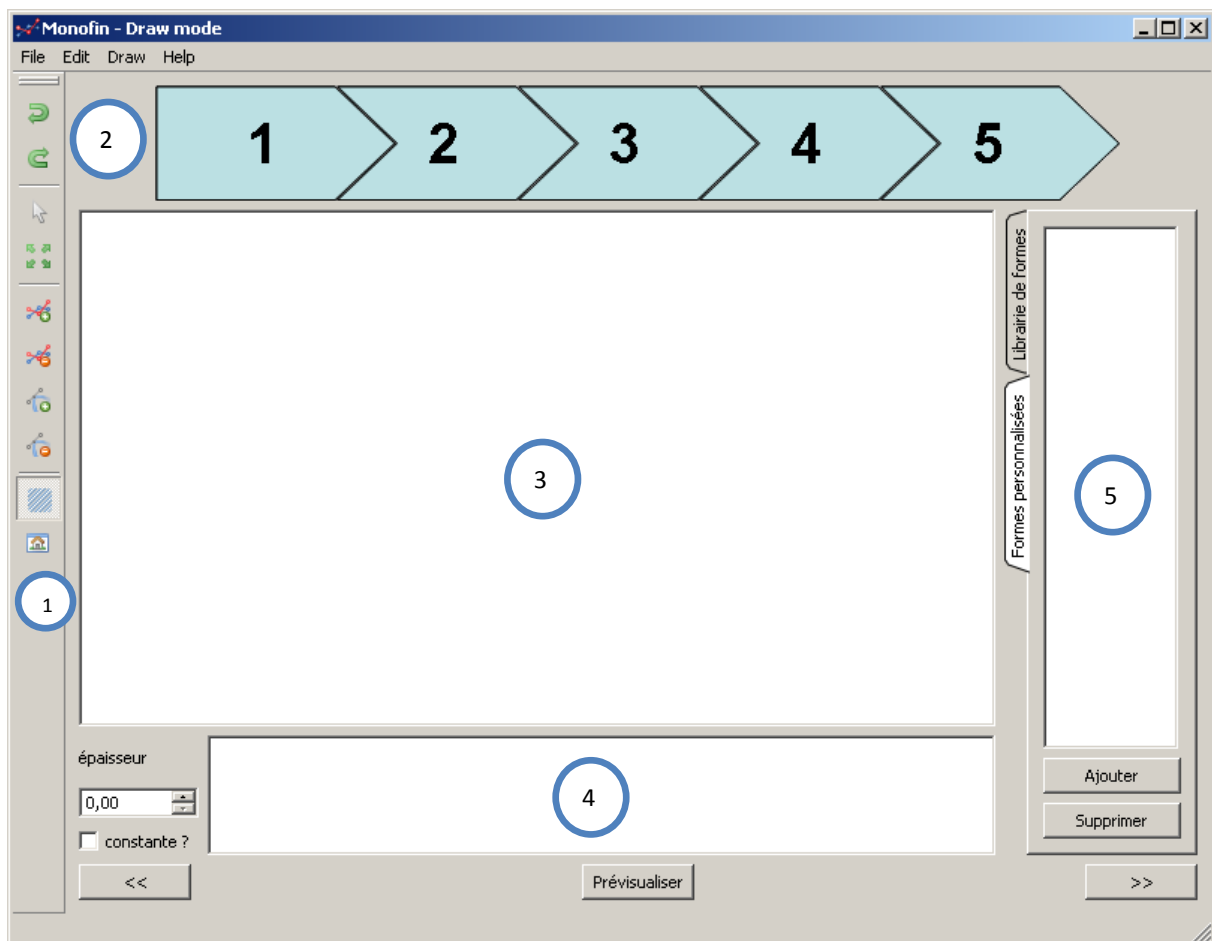 Monofin - Draw mode
File Edit Draw Help
2
1 2 3 4 5
Librairie de formes
Formes personnalisées
3
5
1
épaisseur
0,00
constante ?
4
Ajouter
Supprimer
<< Prévisualiser >>